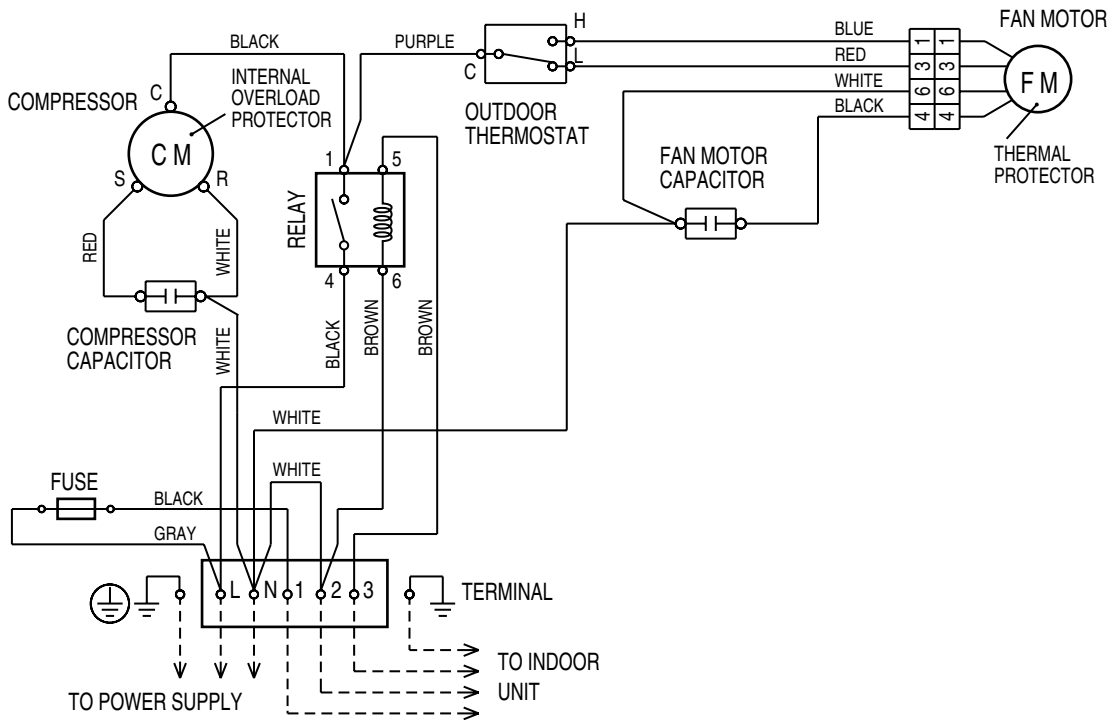 FAN MOTOR
H
BLUE
BLACK
PURPLE
1 1
RED
L
C
3 3
FM
INTERNAL
OVERLOAD
PROTECTOR
C
COMPRESSOR
WHITE
6 6
OUTDOOR
THERMOSTAT
BLACK
4 4
CM
1
5
FAN MOTOR
CAPACITOR
THERMAL
PROTECTOR
S
R
RELAY
RED
WHITE
4
6
COMPRESSOR
CAPACITOR
WHITE
BLACK
BROWN
BROWN
WHITE
WHITE
FUSE
BLACK
GRAY
L N 1 2 3
TERMINAL
TO INDOOR
UNIT
TO POWER SUPPLY